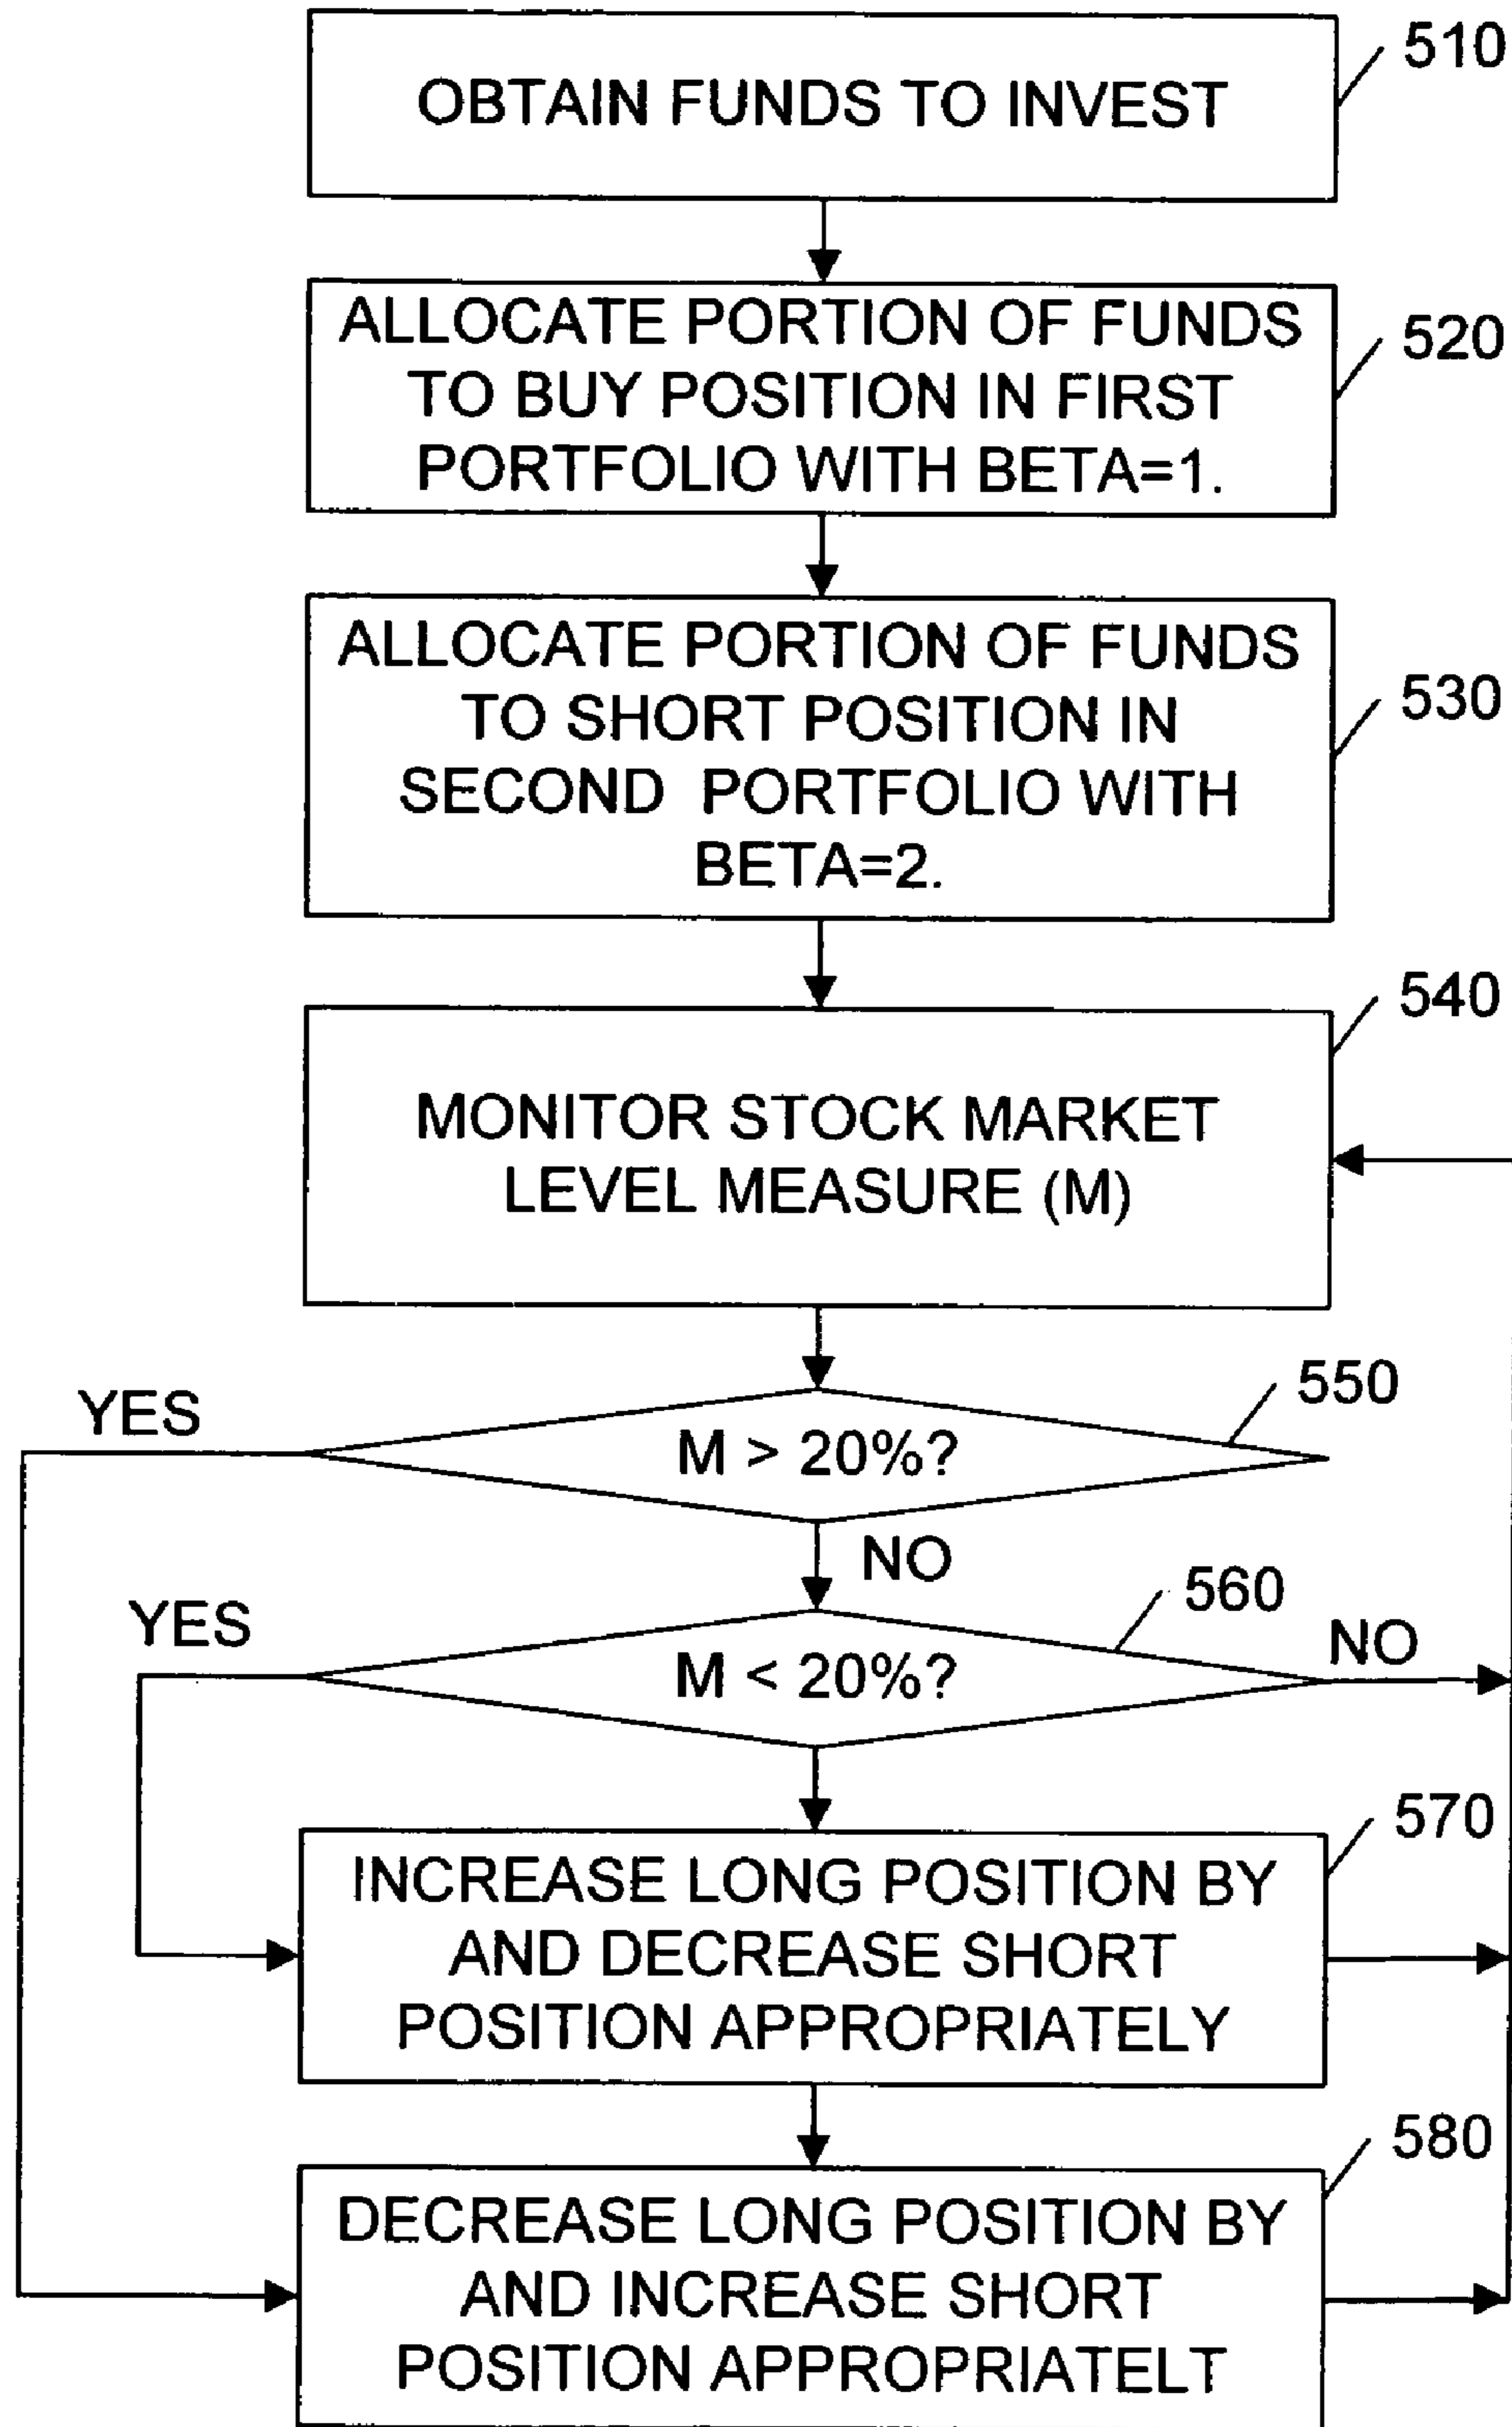 OBTAIN FUNDS TO INVEST
510
ALLOCATE PORTION OF FUNDS
TO BUY POSITION IN FIRST
PORTFOLIO WITH BETA=1.
520
ALLOCATE PORTION OF FUNDS
TO SHORT POSITION IN
SECOND PORTFOLIO WITH
BETA=2.
530
MONITOR STOCK MARKET
LEVEL MEASURE (M)
540
YES
M > 20%?
550
NO
YES
M < 20%?
560
NO
INCREASE LONG POSITION BY
AND DECREASE SHORT
POSITION APPROPRIATELY
570
DECREASE LONG POSITION BY
AND INCREASE SHORT
POSITION APPROPRIATELT
580